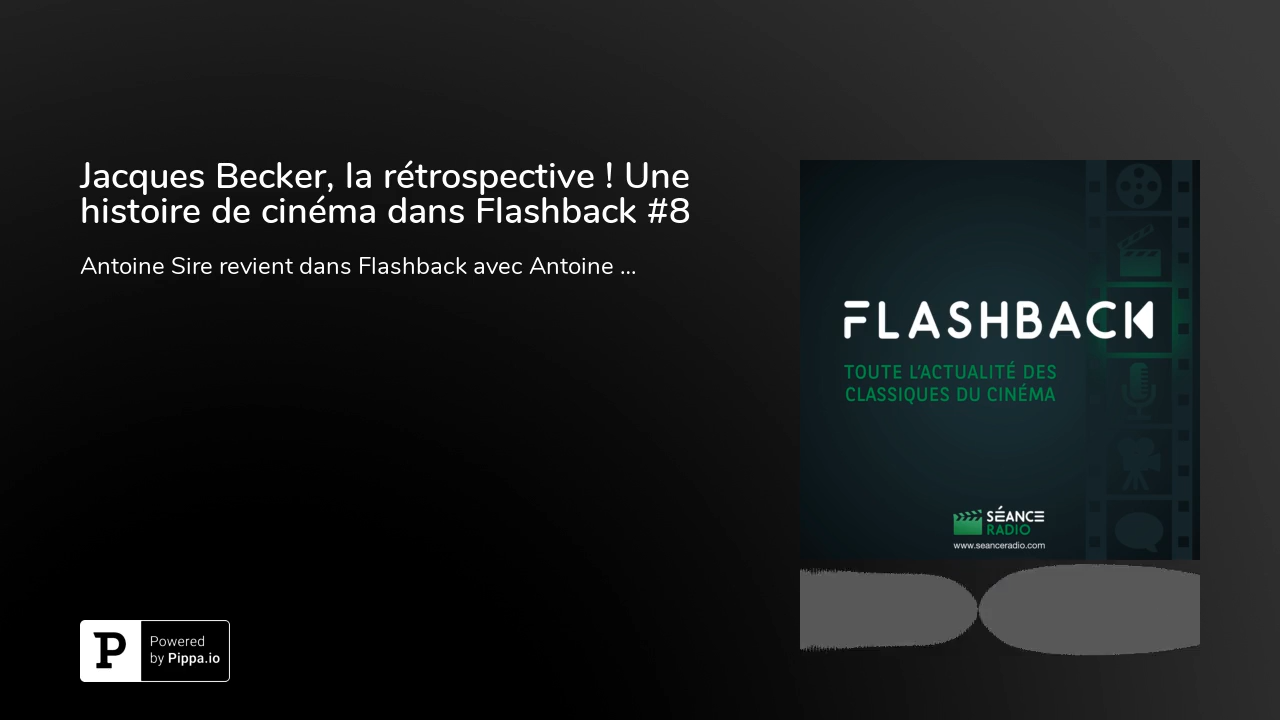 Jacques Becker, la rétrospective ! Une
histoire de cinéma dans Flashback #8
Antoine Sire revient dans Flashback avec Antoine ...
FLASHBACK
TOUTE L'ACTUALITÉ DES
CLASSIQUES DU CINÉMA
SÉANCE
RADIO
www.seanceradio.com
P
Powered
by Pippa.io